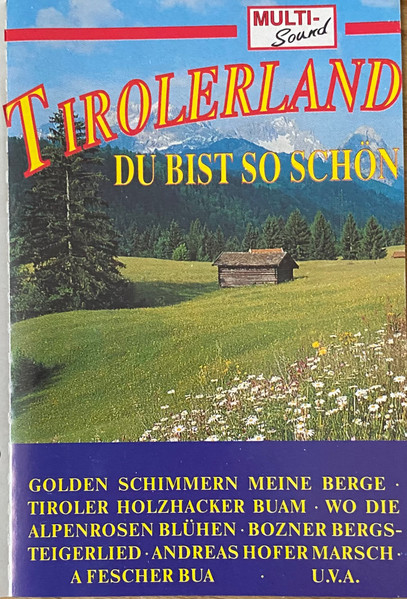 MULTI-
Sound
TIROLERLAND
DU BIST SO SCHÖN
GOLDEN SCHIMMERN MEINE BERGE ·
TIROLER HOLZHACKER BUAM · WO DIE
ALPENROSEN BLÜHEN · BOZNER BERGS-
TEIGERLIED · ANDREAS HOFER MARSCH ·
A FESCHER BUA · U.V.A.